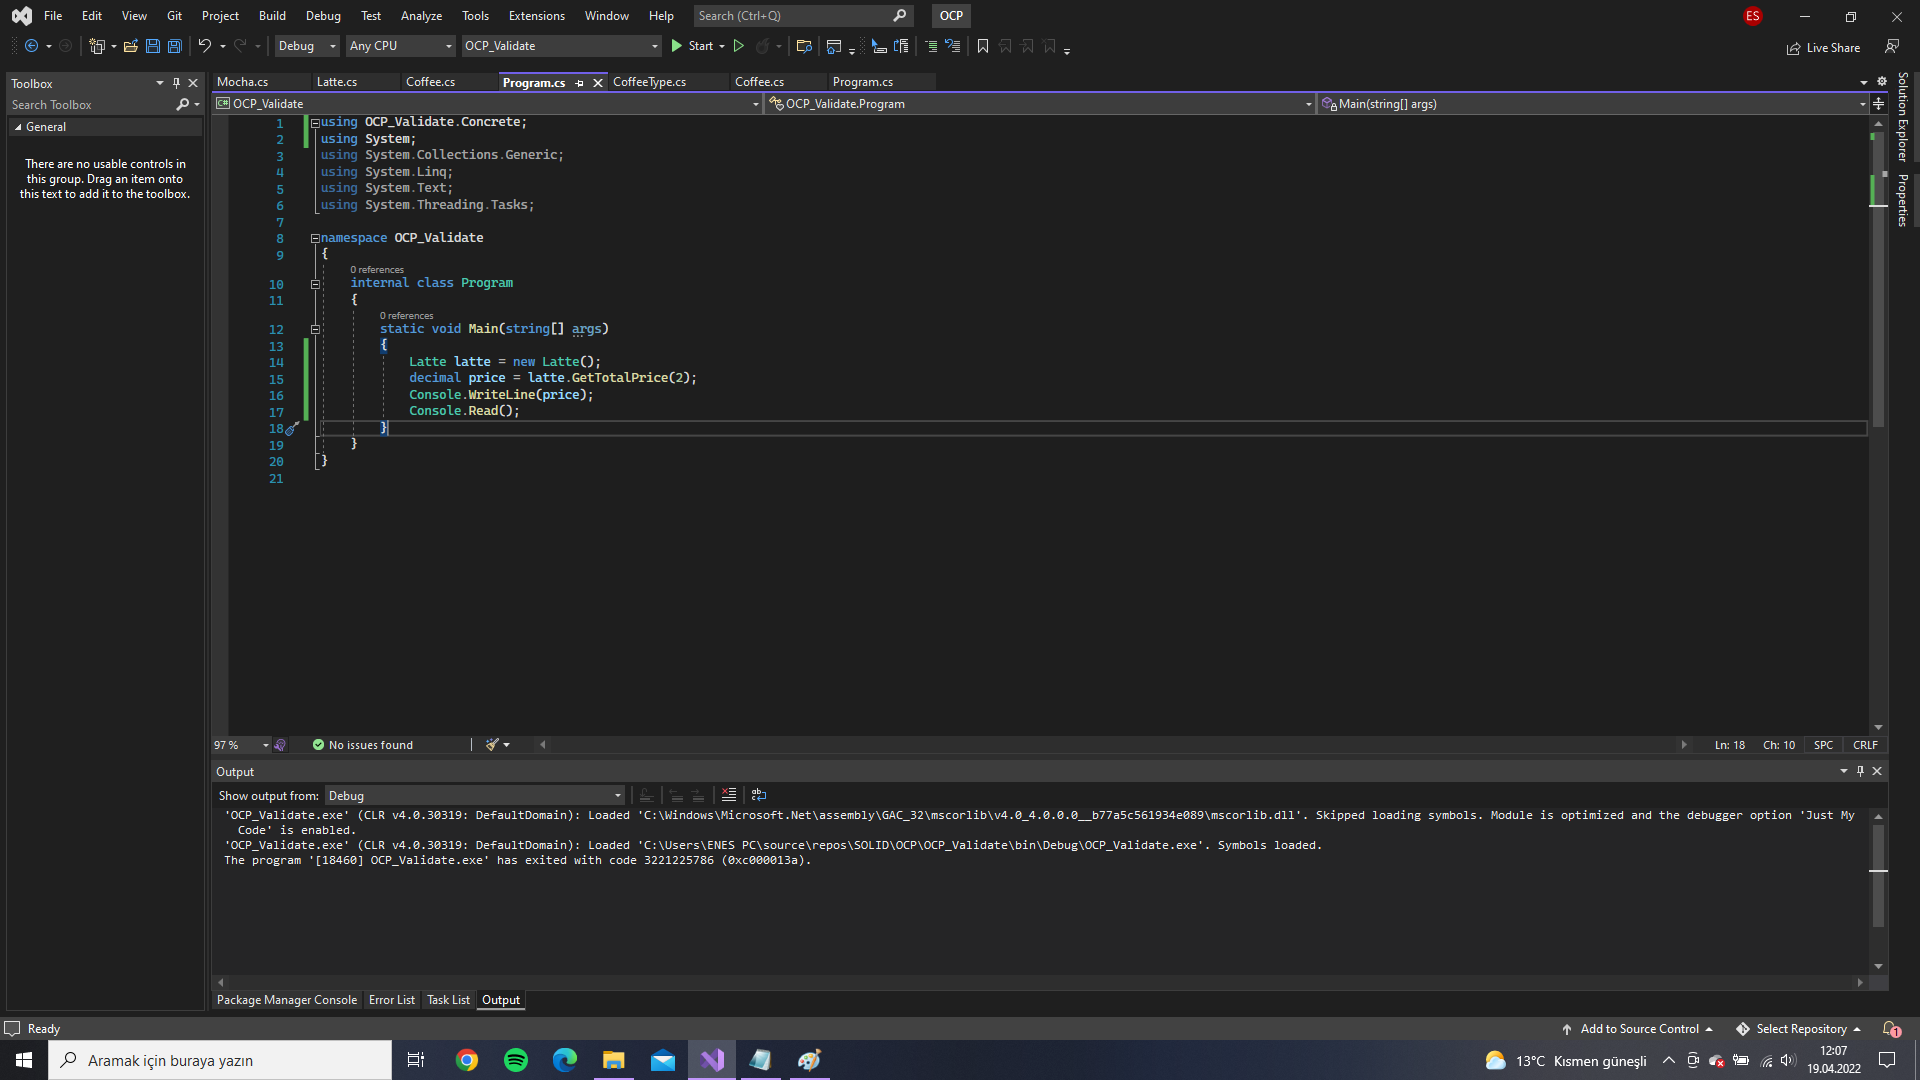 File Edit View Git Project Build Debug Test Analyze Tools Extensions Window Help Search (Ctrl+Q) OCP ES
Debug Any CPU OCP_Validate Start Live Share
Toolbox
Search Toolbox
General
There are no usable controls in
this group. Drag an item onto
this text to add it to the toolbox.
Mocha.cs Latte.cs Coffee.cs Program.cs CoffeeType.cs Coffee.cs Program.cs
C# OCP_Validate OCP_Validate.Program Main(string[] args)
1 using OCP_Validate.Concrete;
2 using System;
3 using System.Collections.Generic;
4 using System.Linq;
5 using System.Text;
6 using System.Threading.Tasks;
7
8 namespace OCP_Validate
9 {
0 references
10 internal class Program
11 {
0 references
12 static void Main(string[] args)
13 {
14 Latte latte = new Latte();
15 decimal price = latte.GetTotalPrice(2);
16 Console.WriteLine(price);
17 Console.Read();
18 }
19 }
20 }
21
Solution Explorer
Properties
97 % No issues found Ln: 18 Ch: 10 SPC CRLF
Output
Show output from: Debug
'OCP_Validate.exe' (CLR v4.0.30319: DefaultDomain): Loaded 'C:\Windows\Microsoft.Net\assembly\GAC_32\mscorlib\v4.0_4.0.0.0__b77a5c561934e089\mscorlib.dll'. Skipped loading symbols. Module is optimized and the debugger option 'Just My
Code' is enabled.
'OCP_Validate.exe' (CLR v4.0.30319: DefaultDomain): Loaded 'C:\Users\ENES PC\source\repos\SOLID\OCP\OCP_Validate\bin\Debug\OCP_Validate.exe'. Symbols loaded.
The program '[18460] OCP_Validate.exe' has exited with code 3221225786 (0xc000013a).
Package Manager Console Error List Task List Output
Ready Add to Source Control Select Repository 1
Aramak için buraya yazın 13°C Kısmen güneşli 12:07
19.04.2022